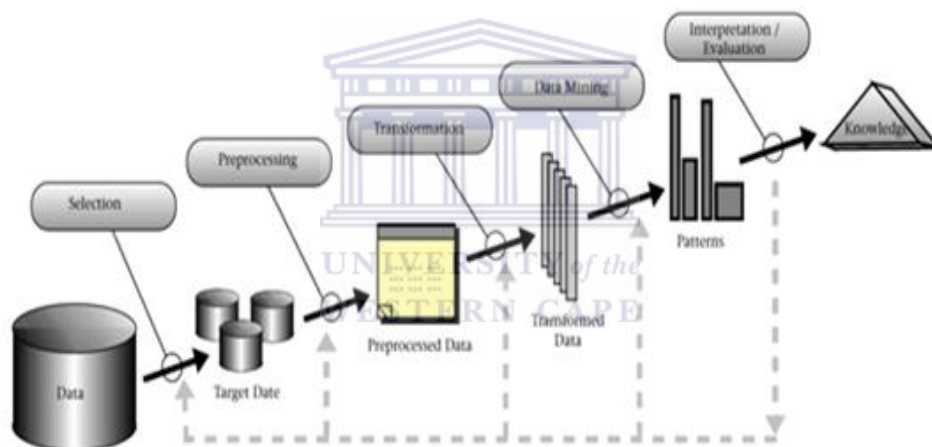 Interpretation /
Evaluation
Data Mining
Knowledge
Transformation
Preprocessing
Selection
Patterns
UNIVERSITY of the
WESTERN CAPE
Transformed
Data
Preprocessed Data
Target Date
Data